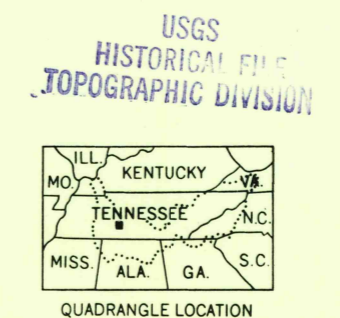 USGS
HISTORICAL FILE
TOPOGRAPHIC DIVISION
ILL.
MO.
KENTUCKY
VA.
TENNESSEE
N.C.
MISS.
ALA.
GA.
S.C.
QUADRANGLE LOCATION